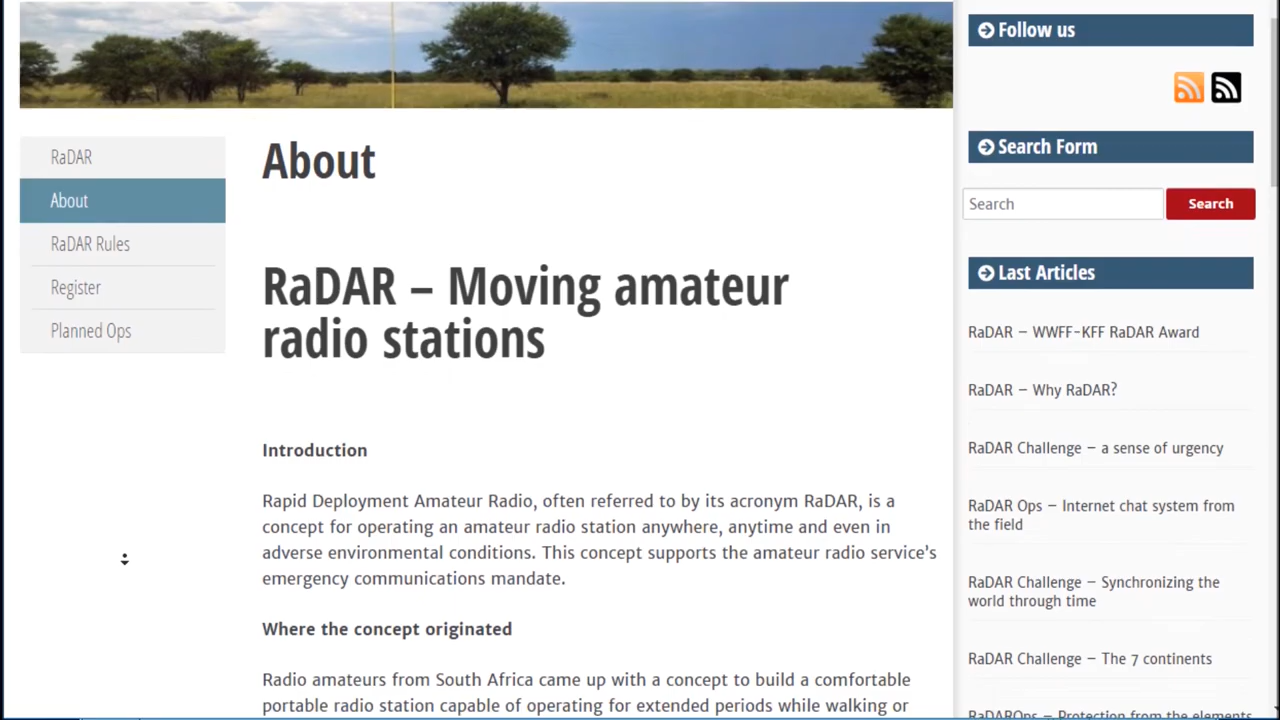 RaDAR
About
RaDAR Rules
Register
Planned Ops
About
RaDAR – Moving amateur
radio stations
Introduction
Rapid Deployment Amateur Radio, often referred to by its acronym RaDAR, is a
concept for operating an amateur radio station anywhere, anytime and even in
adverse environmental conditions. This concept supports the amateur radio service's
emergency communications mandate.
Where the concept originated
Radio amateurs from South Africa came up with a concept to build a comfortable
portable radio station capable of operating for extended periods while walking or
Follow us
Search Form
Search
Search
Last Articles
RaDAR – WWFF-KFF RaDAR Award
RaDAR – Why RaDAR?
RaDAR Challenge – a sense of urgency
RaDAR Ops – Internet chat system from
the field
RaDAR Challenge – Synchronizing the
world through time
RaDAR Challenge – The 7 continents
RaDAROps – Protection from the elements